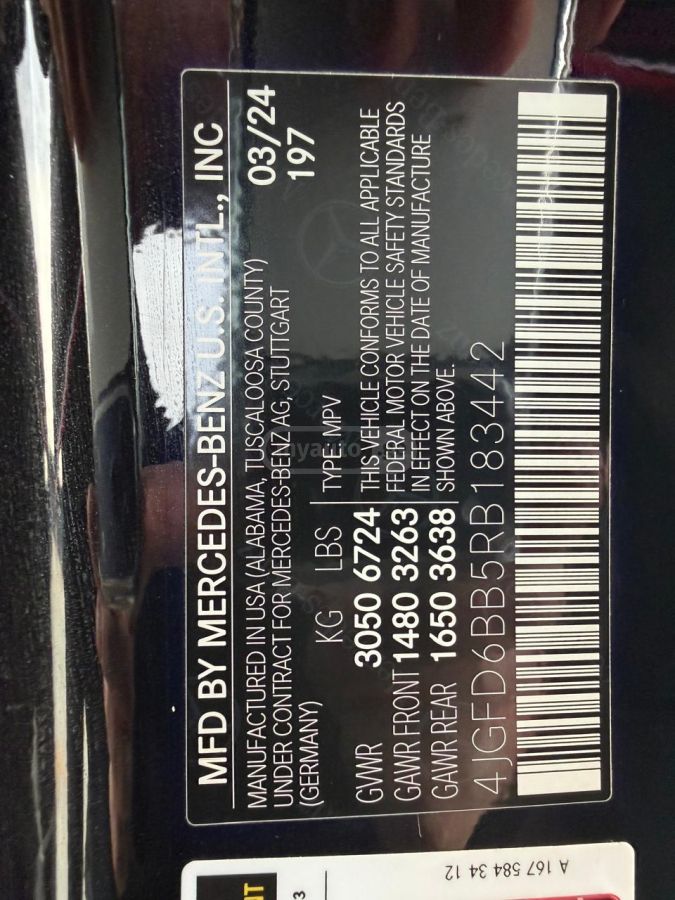 MFD BY MERCEDES-BENZ U.S. INTL., INC
MANUFACTURED IN USA (ALABAMA, TUSCALOOSA COUNTY)
UNDER CONTRACT FOR MERCEDES-BENZ AG, STUTTGART
(GERMANY)
03/24
197
KG LBS TYPE: MPV
GVWR 3050 6724
GAWR FRONT 1480 3263
GAWR REAR 1650 3638
THIS VEHICLE CONFORMS TO ALL APPLICABLE
FEDERAL MOTOR VEHICLE SAFETY STANDARDS
IN EFFECT ON THE DATE OF MANUFACTURE
SHOWN ABOVE.
4JGFD6BB5RB183442
A 167 584 34 12